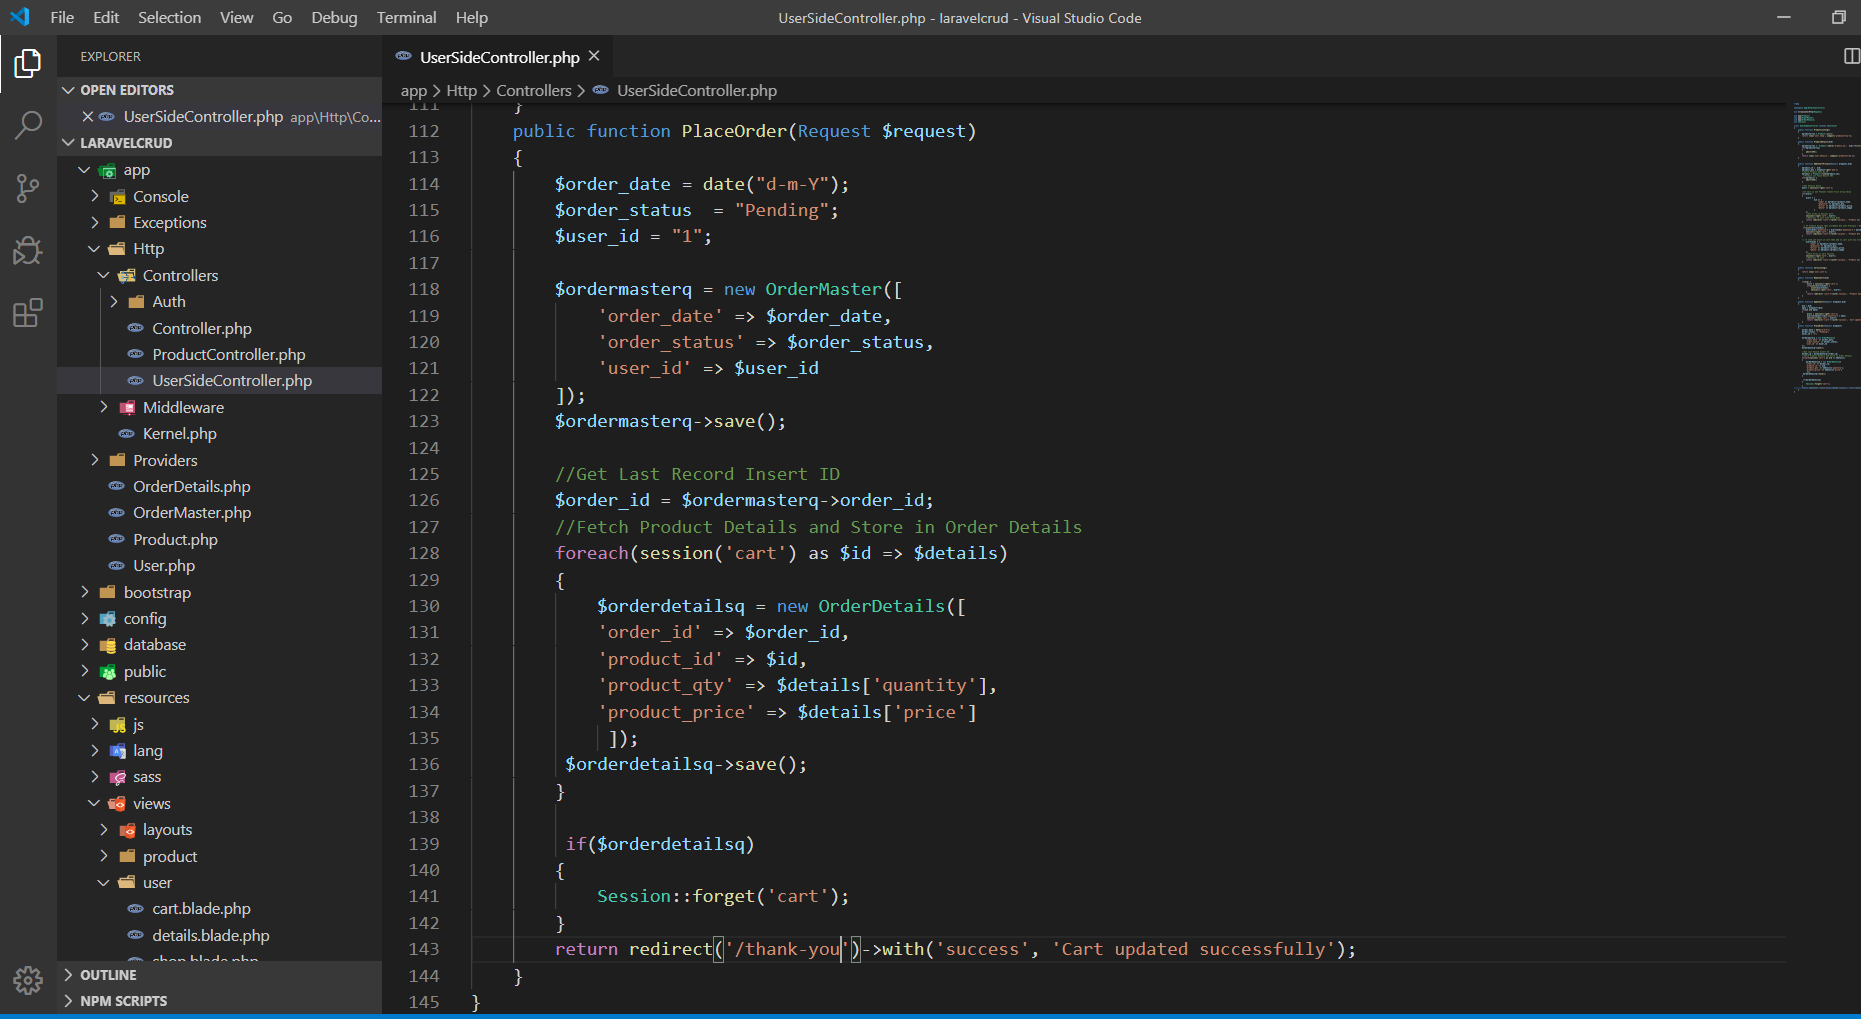 File Edit Selection View Go Debug Terminal Help
UserSideController.php - laravelcrud - Visual Studio Code
EXPLORER
OPEN EDITORS
UserSideController.php app\Http\Co...
LARAVELCRUD
app
Console
Exceptions
Http
Controllers
Auth
Controller.php
ProductController.php
UserSideController.php
Middleware
Kernel.php
Providers
OrderDetails.php
OrderMaster.php
Product.php
User.php
bootstrap
config
database
public
resources
js
lang
sass
views
layouts
product
user
cart.blade.php
details.blade.php
shop.blade.php
OUTLINE
NPM SCRIPTS
UserSideController.php
app > Http > Controllers > UserSideController.php
111 }
112 public function PlaceOrder(Request $request)
113 {
114 $order_date = date("d-m-Y");
115 $order_status  = "Pending";
116 $user_id = "1";
117
118 $ordermasterq = new OrderMaster([
119 'order_date' => $order_date,
120 'order_status' => $order_status,
121 'user_id' => $user_id
122 ]);
123 $ordermasterq->save();
124
125 //Get Last Record Insert ID
126 $order_id = $ordermasterq->order_id;
127 //Fetch Product Details and Store in Order Details
128 foreach(session('cart') as $id => $details)
129 {
130 $orderdetailsq = new OrderDetails([
131 'order_id' => $order_id,
132 'product_id' => $id,
133 'product_qty' => $details['quantity'],
134 'product_price' => $details['price']
135 ]);
136 $orderdetailsq->save();
137 }
138
139 if($orderdetailsq)
140 {
141 Session::forget('cart');
142 }
143 return redirect('/thank-you')->with('success', 'Cart updated successfully');
144 }
145 }